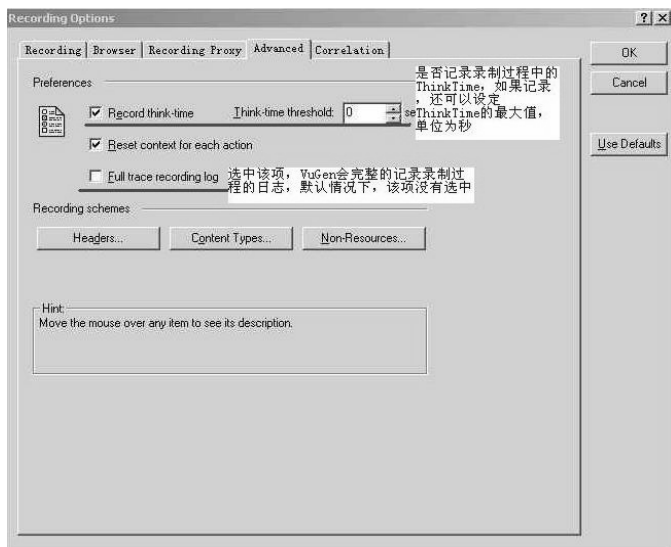 Recording Options
Recording Browser Recording Proxy Advanced Correlation
OK
Cancel
Use Defaults
Preferences
Record think-time Think-time threshold: 0 se
是否记录录制过程中的
ThinkTime，如果记录
，还可以设定
ThinkTime的最大值，
单位为秒
Reset context for each action
Full trace recording log
选中该项，VuGen会完整的记录录制过
程的日志，默认情况下，该项没有选中
Recording schemes
Headers... Content Types... Non-Resources...
Hint:
Move the mouse over any item to see its description.